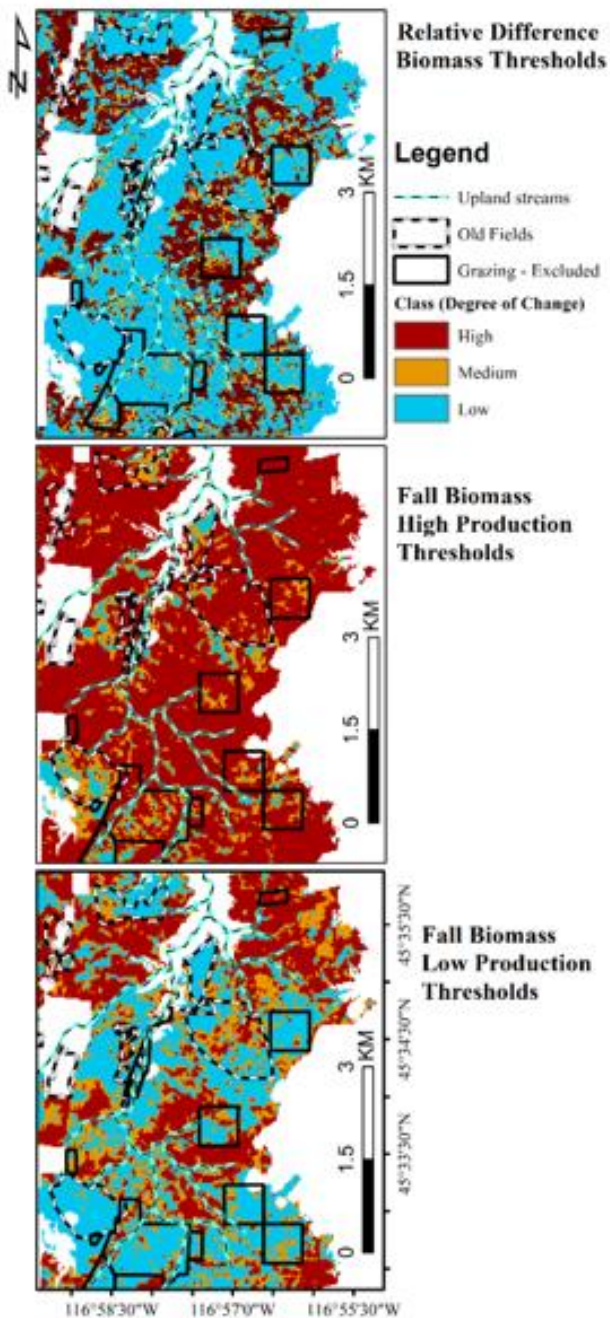 N
Relative Difference
Biomass Thresholds
Legend
Upland streams
Old Fields
Grazing - Excluded
Class (Degree of Change)
High
Medium
Low
0 1.5 3 KM
Fall Biomass
High Production
Thresholds
0 1.5 3 KM
Fall Biomass
Low Production
Thresholds
0 1.5 3 KM
45°35'30"N
45°34'30"N
45°33'30"N
116°58'30"W 116°57'0"W 116°55'30"W